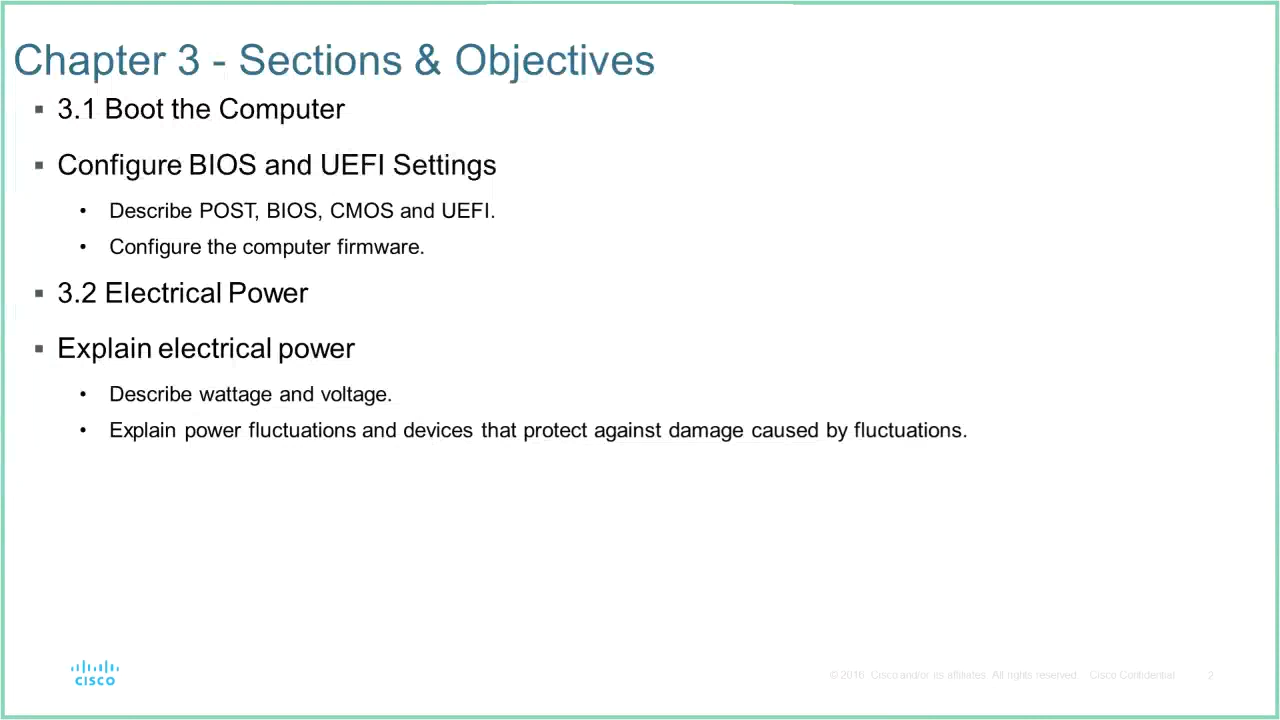 Chapter 3 - Sections & Objectives
▪ 3.1 Boot the Computer
▪ Configure BIOS and UEFI Settings
• Describe POST, BIOS, CMOS and UEFI.
• Configure the computer firmware.
▪ 3.2 Electrical Power
▪ Explain electrical power
• Describe wattage and voltage.
• Explain power fluctuations and devices that protect against damage caused by fluctuations.
CISCO
© 2016 Cisco and/or its affiliates. All rights reserved. Cisco Confidential 2